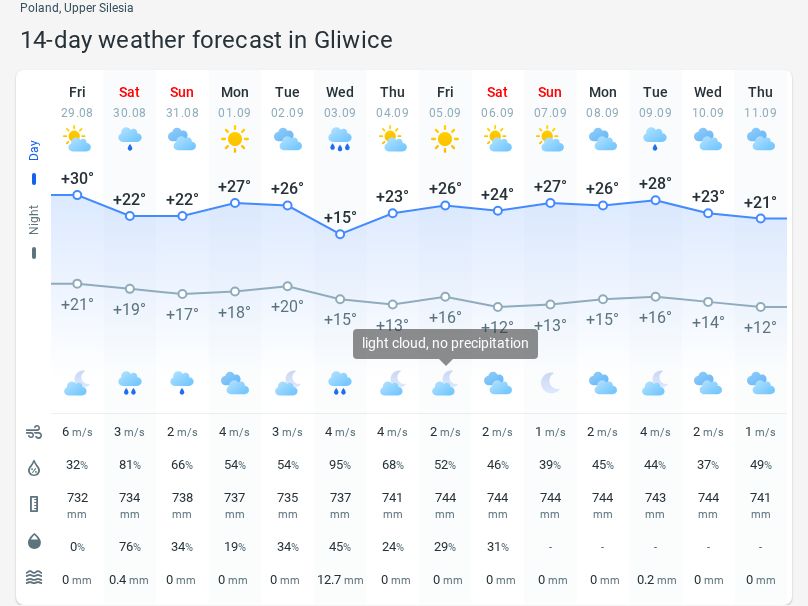 Poland, Upper Silesia
14-day weather forecast in Gliwice
Fri Sat Sun Mon Tue Wed Thu Fri Sat Sun Mon Tue Wed Thu
29.08 30.08 31.08 01.09 02.09 03.09 04.09 05.09 06.09 07.09 08.09 09.09 10.09 11.09
Day
+30° +22° +22° +27° +26° +15° +23° +26° +24° +27° +26° +28° +23° +21°
Night
+21° +19° +17° +18° +20° +15° +13° +16° +12° +13° +15° +16° +14° +12°
light cloud, no precipitation
6 m/s 3 m/s 2 m/s 4 m/s 3 m/s 4 m/s 4 m/s 2 m/s 2 m/s 1 m/s 2 m/s 4 m/s 2 m/s 1 m/s
32% 81% 66% 54% 54% 95% 68% 52% 46% 39% 45% 44% 37% 49%
732 734 738 737 735 737 741 744 744 744 744 743 744 741
mm mm mm mm mm mm mm mm mm mm mm mm mm mm
0% 76% 34% 19% 34% 45% 24% 29% 31% - - - - -
0 mm 0.4 mm 0 mm 0 mm 0 mm 12.7 mm 0 mm 0 mm 0 mm 0 mm 0 mm 0.2 mm 0 mm 0 mm